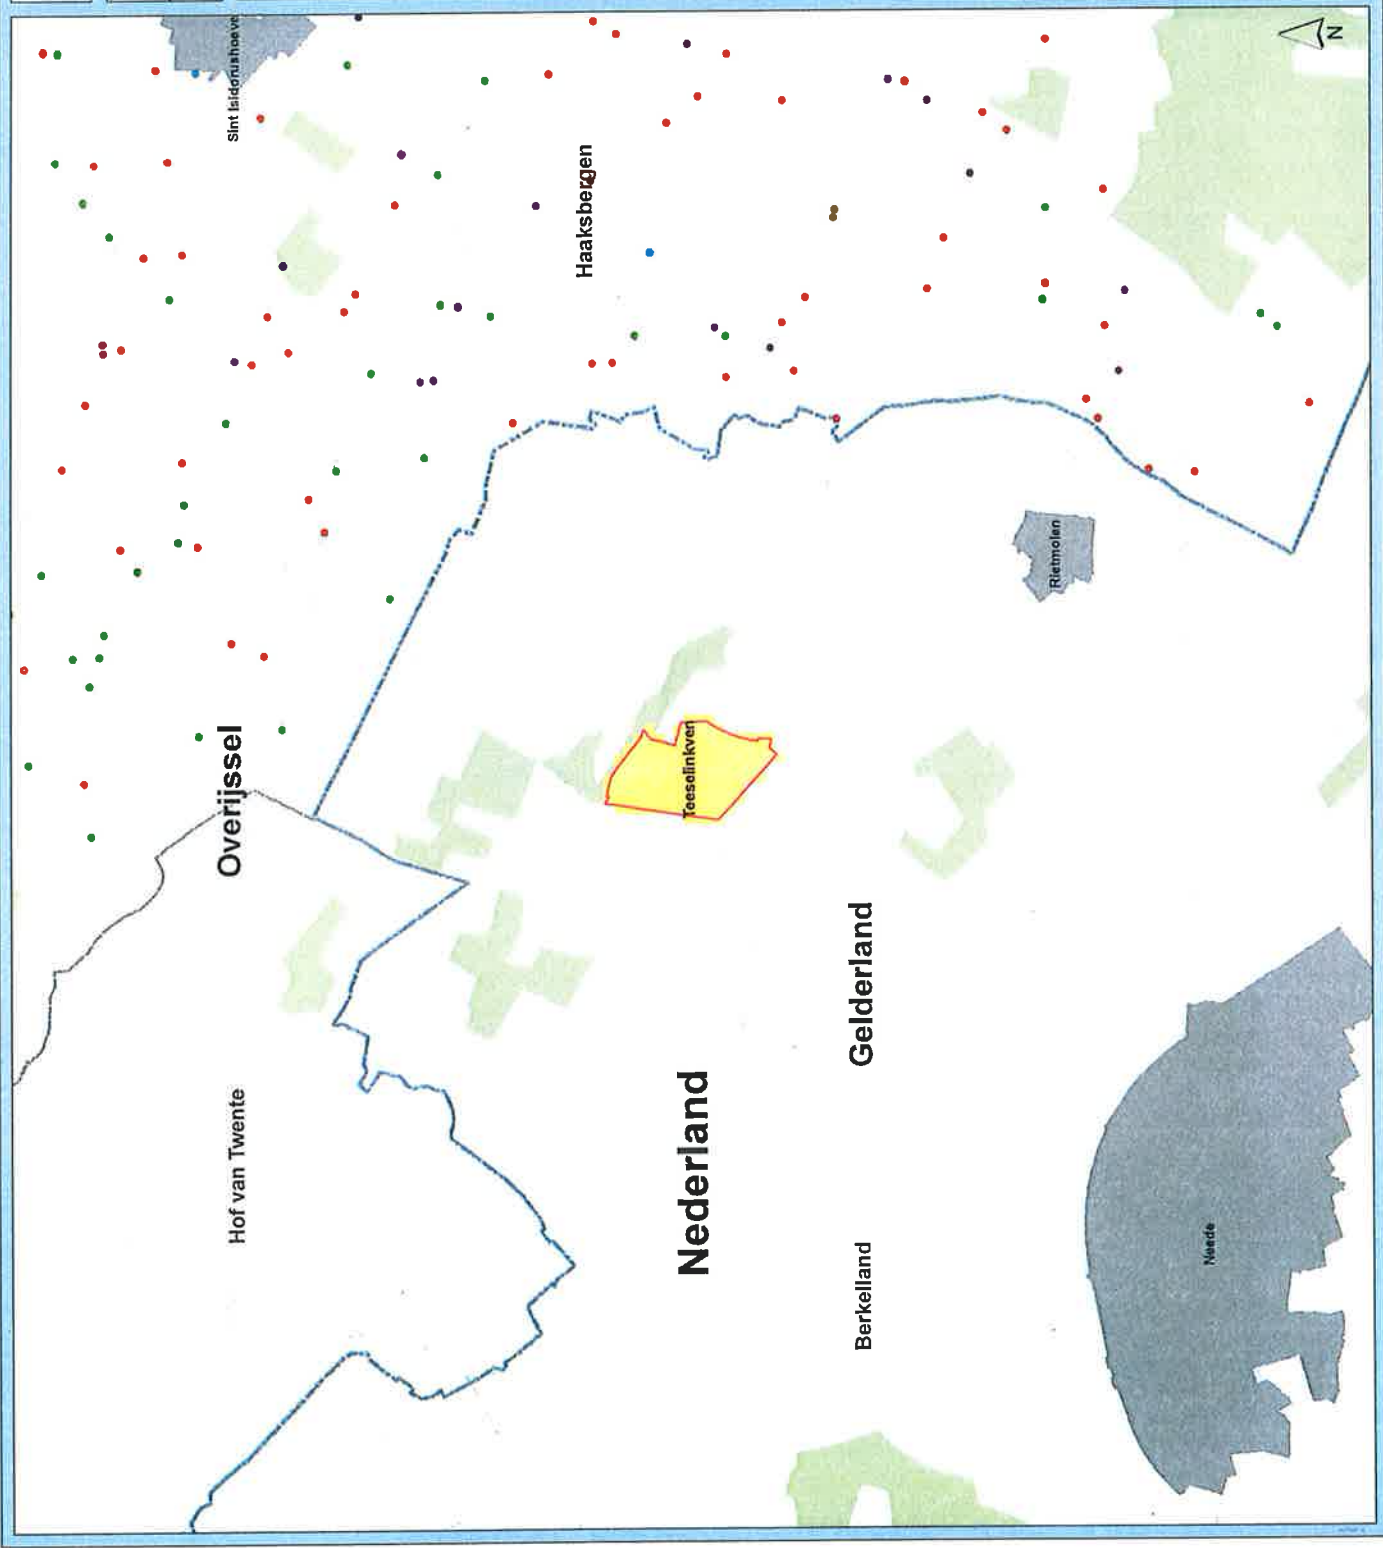 Sint Isidorushoeve
Haaksbergen
Overijssel
Hof van Twente
Teeselinkven
Rietmolen
Nederland
Gelderland
Berkelland
Neede
N